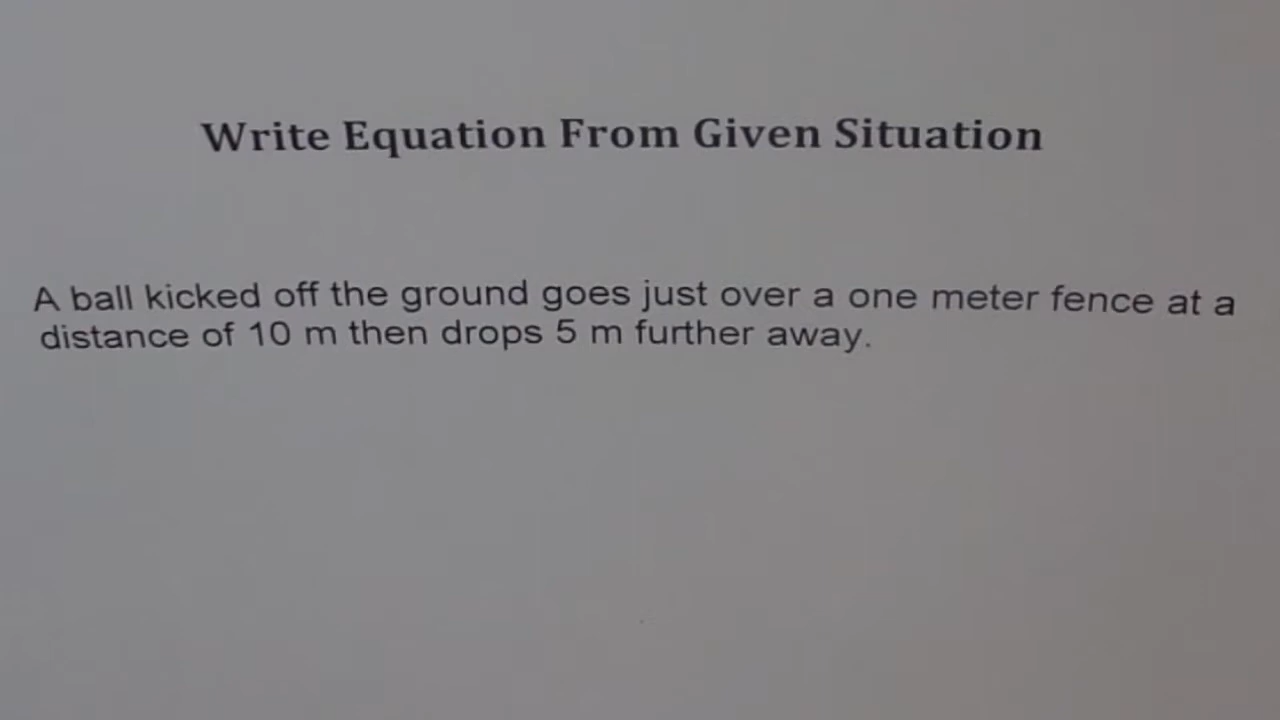 Write Equation From Given Situation
A ball kicked off the ground goes just over a one meter fence at a
distance of 10 m then drops 5 m further away.